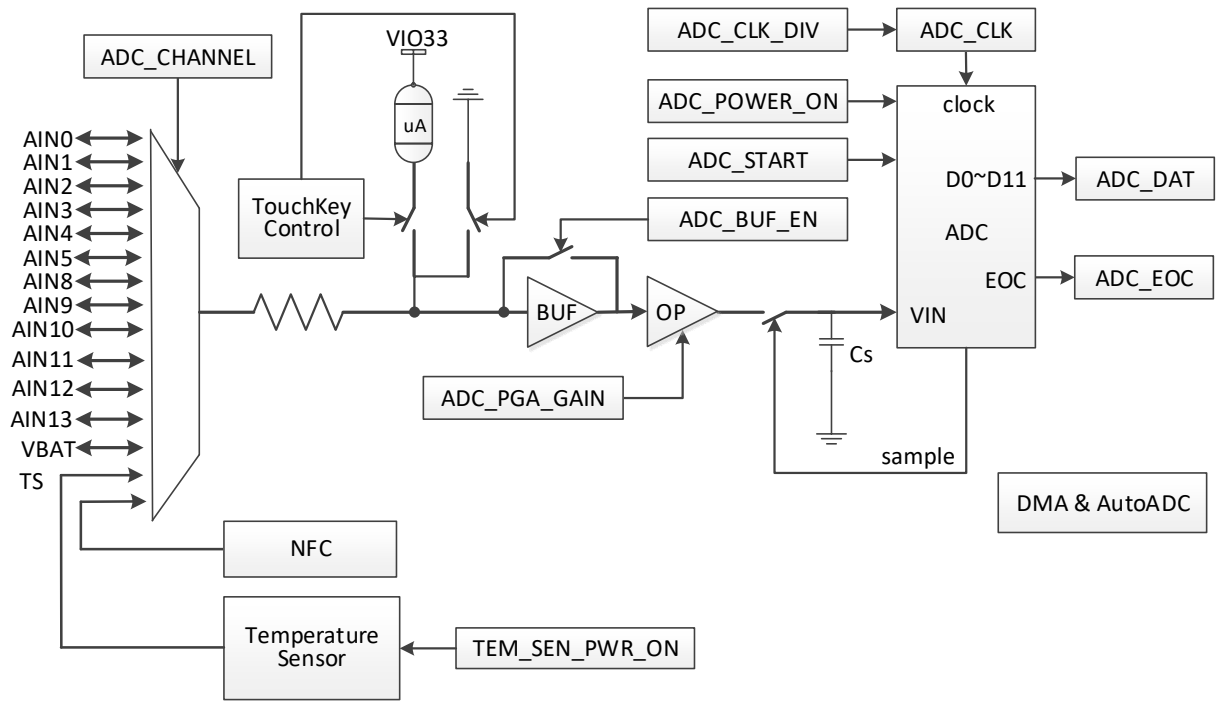 ADC_CHANNEL
VIO33
uA
ADC_CLK_DIV
ADC_CLK
ADC_POWER_ON
clock
ADC_START
AIN0
AIN1
AIN2
AIN3
AIN4
AIN5
AIN8
AIN9
AIN10
AIN11
AIN12
AIN13
VBAT
TS
TouchKey
Control
ADC_BUF_EN
D0~D11
ADC_DAT
ADC
EOC
ADC_EOC
BUF
OP
VIN
Cs
ADC_PGA_GAIN
sample
DMA & AutoADC
NFC
Temperature
Sensor
TEM_SEN_PWR_ON